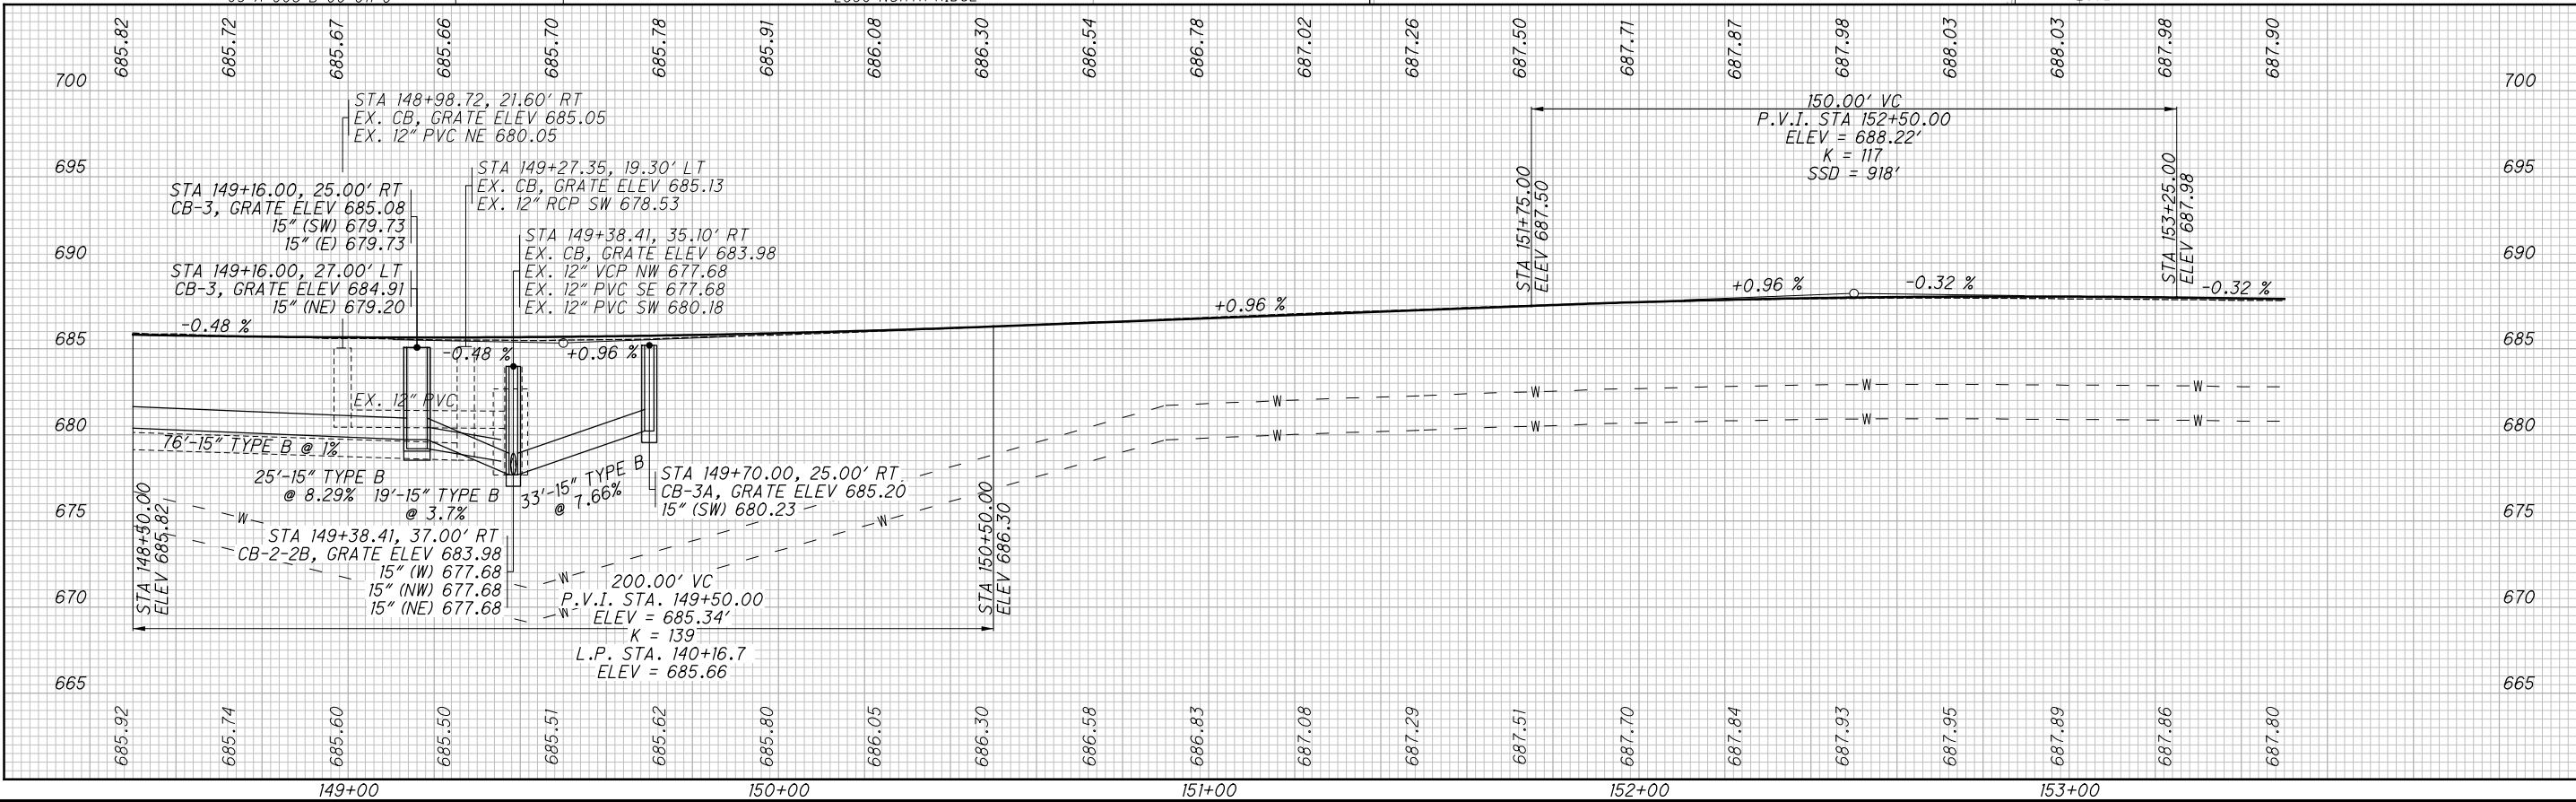 685.82 685.72 685.67 685.66 685.70 685.78 685.91 686.08 686.30 686.54 686.78 687.02 687.26 687.50 687.71 687.87 687.98 688.03 688.03 687.98 687.90
700 700
STA 148+98.72, 21.60' RT
EX. CB, GRATE ELEV 685.05
EX. 12" PVC NE 680.05
150.00' VC
P.V.I. STA 152+50.00
ELEV = 688.22'
K = 117
SSD = 918'
695 695
STA 149+27.35, 19.30' LT
EX. CB, GRATE ELEV 685.13
EX. 12" RCP SW 678.53
STA 149+16.00, 25.00' RT
CB-3, GRATE ELEV 685.08
15" (SW) 679.73
15" (E) 679.73
STA 151+75.00
ELEV 687.50
STA 153+25.00
ELEV 687.98
690 690
STA 149+38.41, 35.10' RT
EX. CB, GRATE ELEV 683.98
EX. 12" VCP NW 677.68
EX. 12" PVC SE 677.68
EX. 12" PVC SW 680.18
STA 149+16.00, 27.00' LT
CB-3, GRATE ELEV 684.91
15" (NE) 679.20
-0.48 %
+0.96 %
+0.96 %
-0.32 %
-0.32 %
685 685
-0.48 %
+0.96 %
EX. 12" PVC
W W W W
680 680
W W W W
76'-15" TYPE B @ 1%
25'-15" TYPE B
@ 8.29%
19'-15" TYPE B
@ 3.7%
33'-15" TYPE B
@ 7.66%
STA 149+70.00, 25.00' RT
CB-3A, GRATE ELEV 685.20
15" (SW) 680.23
675 675
W W
STA 148+50.00
ELEV 685.82
STA 149+38.41, 37.00' RT
CB-2-2B, GRATE ELEV 683.98
15" (W) 677.68
15" (NW) 677.68
15" (NE) 677.68
STA 150+50.00
ELEV 686.30
670 670
W
W
200.00' VC
P.V.I. STA. 149+50.00
ELEV = 685.34'
K = 139
L.P. STA. 140+16.7
ELEV = 685.66
665 665
685.92 685.74 685.60 685.50 685.51 685.62 685.80 686.05 686.30 686.58 686.83 687.08 687.29 687.51 687.70 687.84 687.93 687.95 687.89 687.86 687.80
149+00 150+00 151+00 152+00 153+00